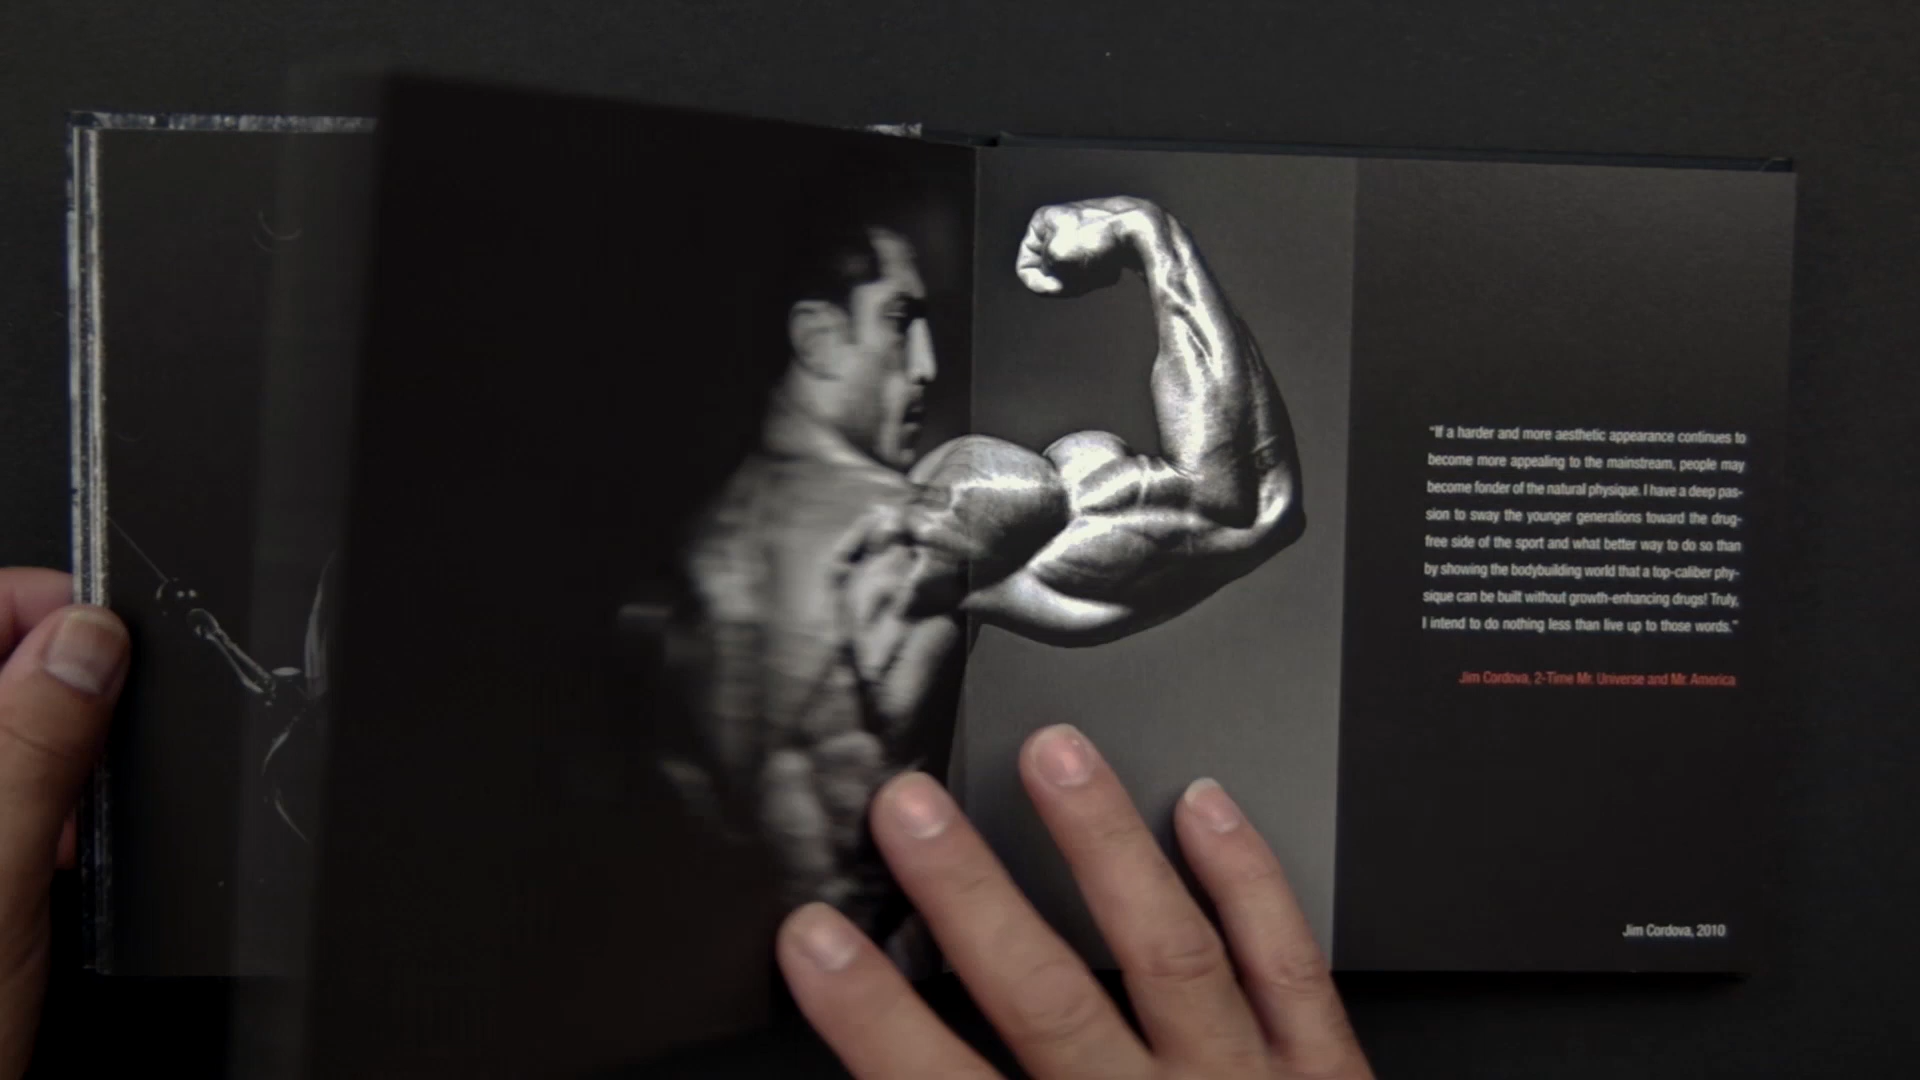 "If a harder and more aesthetic appearance continues to
become more appealing to the mainstream, people may
become fonder of the natural physique. I have a deep pas-
sion to sway the younger generations toward the drug-
free side of the sport and what better way to do so than
by showing the bodybuilding world that a top-caliber phy-
sique can be built without growth-enhancing drugs! Truly,
I intend to do nothing less than live up to those words."
Jim Cordova, 2-Time Mr. Universe and Mr. America
Jim Cordova, 2010